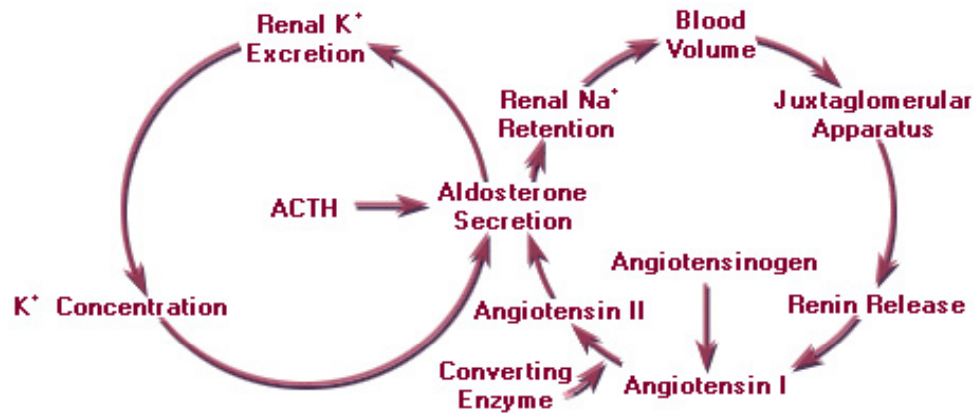 Renal K⁺
Excretion
Blood
Volume
Renal Na⁺
Retention
Juxtaglomerular
Apparatus
ACTH
Aldosterone
Secretion
Angiotensinogen
K⁺ Concentration
Angiotensin II
Renin Release
Converting
Enzyme
Angiotensin I